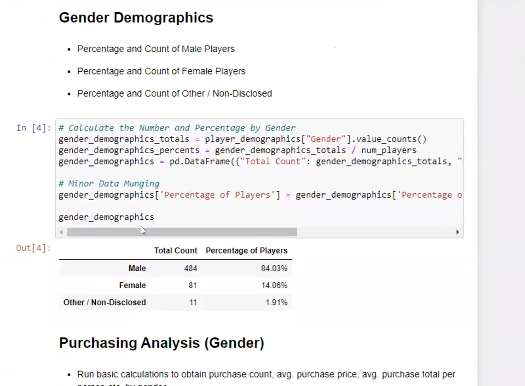 Gender Demographics
Percentage and Count of Male Players
Percentage and Count of Female Players
Percentage and Count of Other / Non-Disclosed
In [4]:
# Calculate the Number and Percentage by Gender
gender_demographics_totals = player_demographics["Gender"].value_counts()
gender_demographics_percents = gender_demographics_totals / num_players
gender_demographics = pd.DataFrame({"Total Count": gender_demographics_totals, "
# Minor Data Munging
gender_demographics['Percentage of Players'] = gender_demographics['Percentage o
gender_demographics
Out[4]:
Total Count Percentage of Players
Male 484 84.03%
Female 81 14.06%
Other / Non-Disclosed 11 1.91%
Purchasing Analysis (Gender)
Run basic calculations to obtain purchase count, avg. purchase price, avg. purchase total per
person etc. by gender